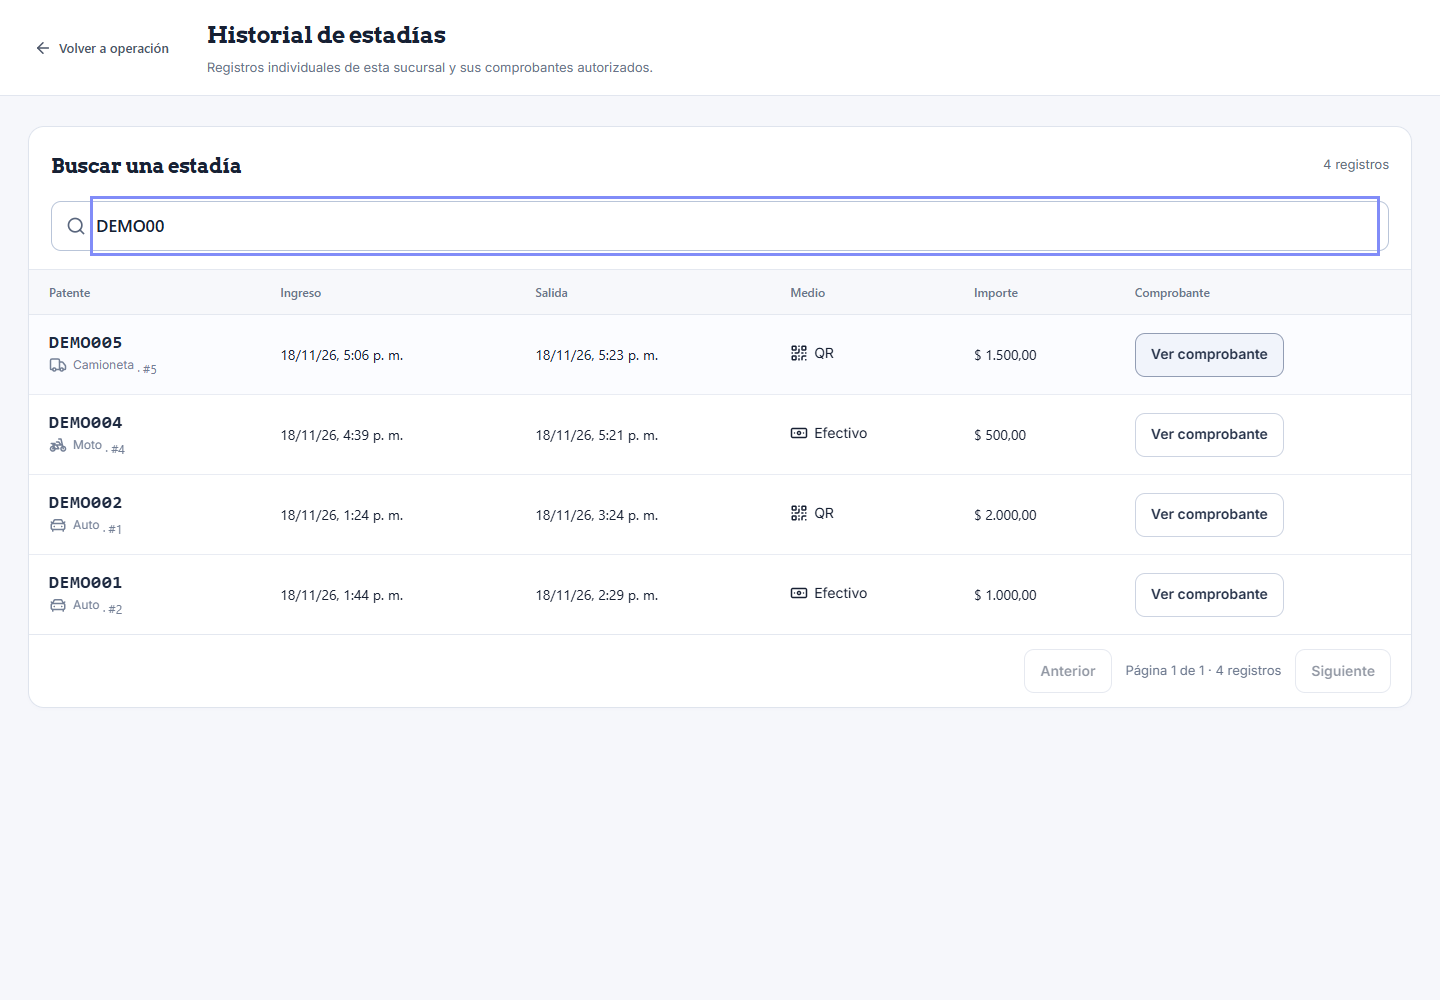 Volver a operación
Historial de estadías
Registros individuales de esta sucursal y sus comprobantes autorizados.
Buscar una estadía
4 registros
DEMO00
Patente Ingreso Salida Medio Importe Comprobante
DEMO005
Camioneta . #5
18/11/26, 5:06 p. m. 18/11/26, 5:23 p. m. QR $ 1.500,00 Ver comprobante
DEMO004
Moto . #4
18/11/26, 4:39 p. m. 18/11/26, 5:21 p. m. Efectivo $ 500,00 Ver comprobante
DEMO002
Auto . #1
18/11/26, 1:24 p. m. 18/11/26, 3:24 p. m. QR $ 2.000,00 Ver comprobante
DEMO001
Auto . #2
18/11/26, 1:44 p. m. 18/11/26, 2:29 p. m. Efectivo $ 1.000,00 Ver comprobante
Anterior Página 1 de 1 · 4 registros Siguiente